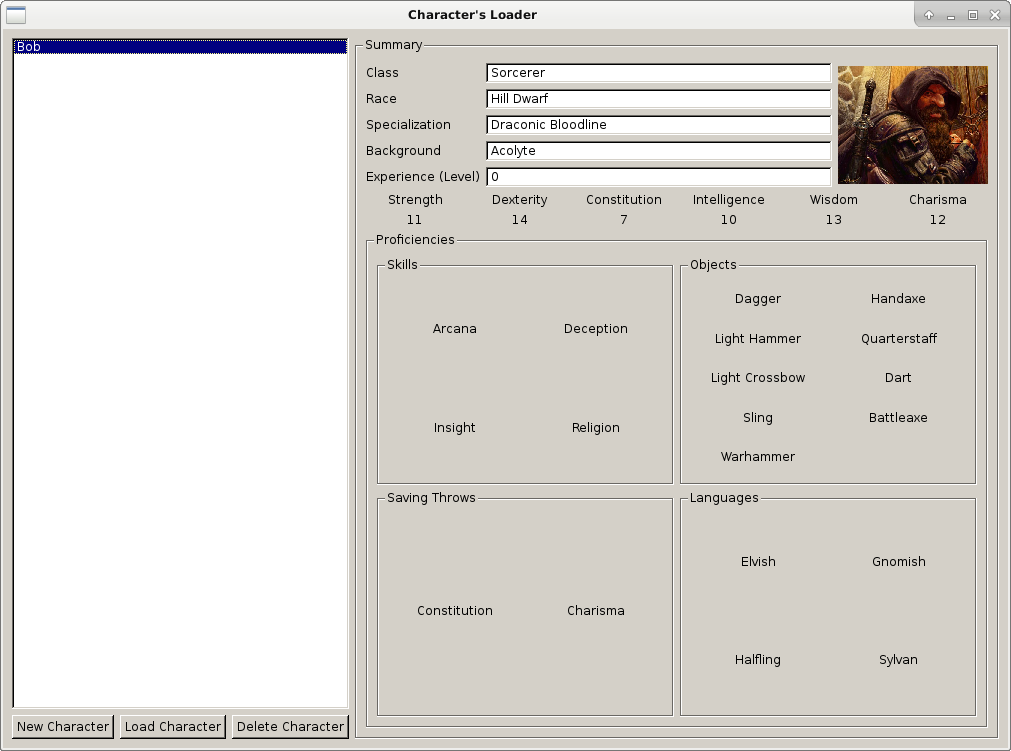 Character's Loader
Bob
New Character Load Character Delete Character
Summary
Class Sorcerer
Race Hill Dwarf
Specialization Draconic Bloodline
Background Acolyte
Experience (Level) 0
Strength Dexterity Constitution Intelligence Wisdom Charisma
11 14 7 10 13 12
Proficiencies
Skills
Arcana Deception
Insight Religion
Objects
Dagger Handaxe
Light Hammer Quarterstaff
Light Crossbow Dart
Sling Battleaxe
Warhammer
Saving Throws
Constitution Charisma
Languages
Elvish Gnomish
Halfling Sylvan